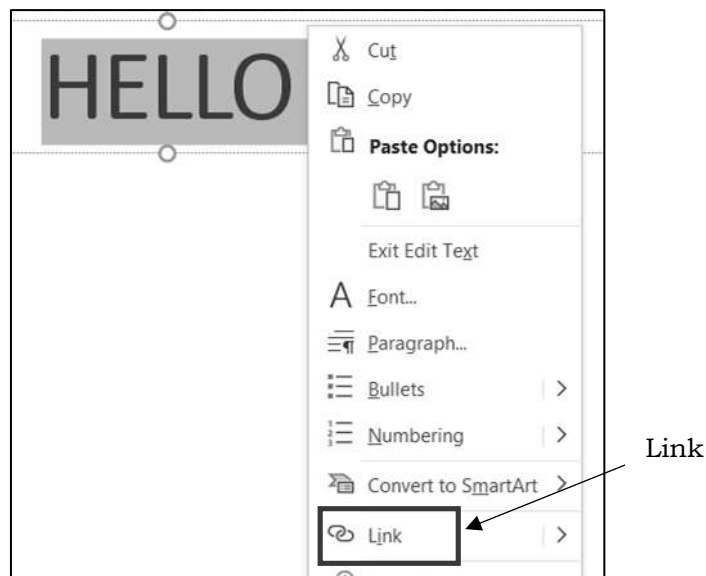 HELLO
Cut
Copy
Paste Options:
Exit Edit Text
A Font...
Paragraph...
Bullets
Numbering
Convert to SmartArt
Link
Link